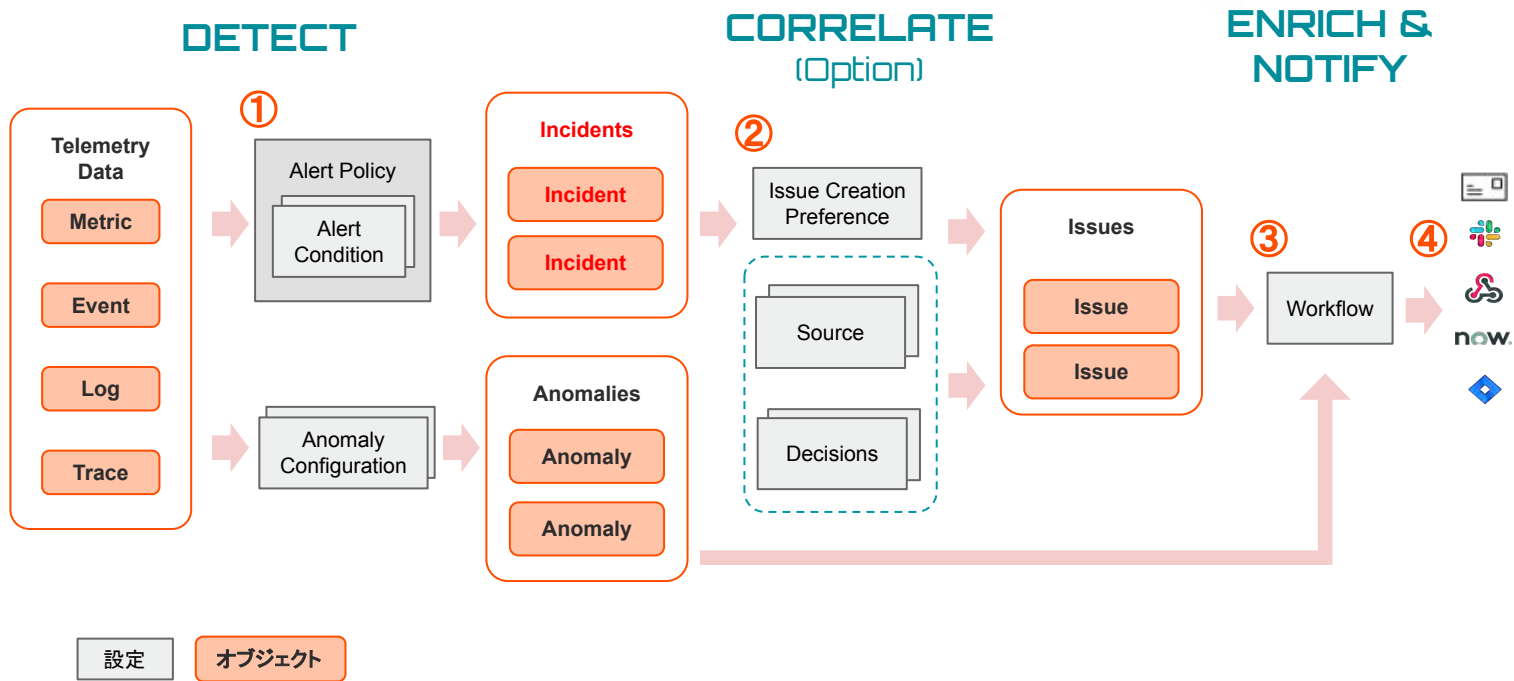 DETECT
CORRELATE
(Option)
ENRICH &
NOTIFY
①
②
③
④
Telemetry
Data
Metric
Event
Log
Trace
Alert Policy
Alert
Condition
Anomaly
Configuration
Incidents
Incident
Incident
Anomalies
Anomaly
Anomaly
Issue Creation
Preference
Source
Decisions
Issues
Issue
Issue
Workflow
now.
設定
オブジェクト